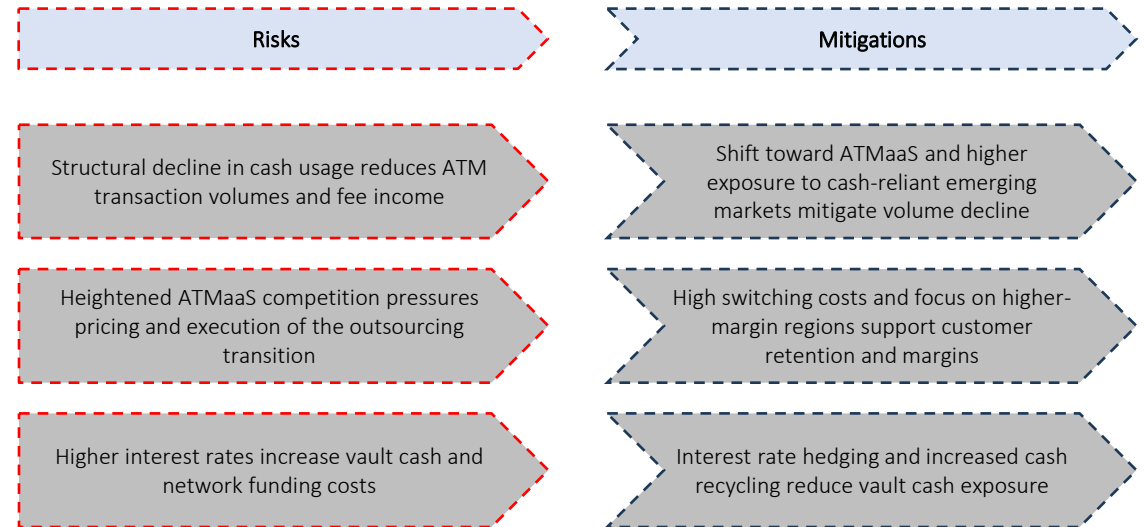 Risks
Mitigations
Structural decline in cash usage reduces ATM
transaction volumes and fee income
Shift toward ATMaaS and higher
exposure to cash-reliant emerging
markets mitigate volume decline
Heightened ATMaaS competition pressures
pricing and execution of the outsourcing
transition
High switching costs and focus on higher-
margin regions support customer
retention and margins
Higher interest rates increase vault cash and
network funding costs
Interest rate hedging and increased cash
recycling reduce vault cash exposure